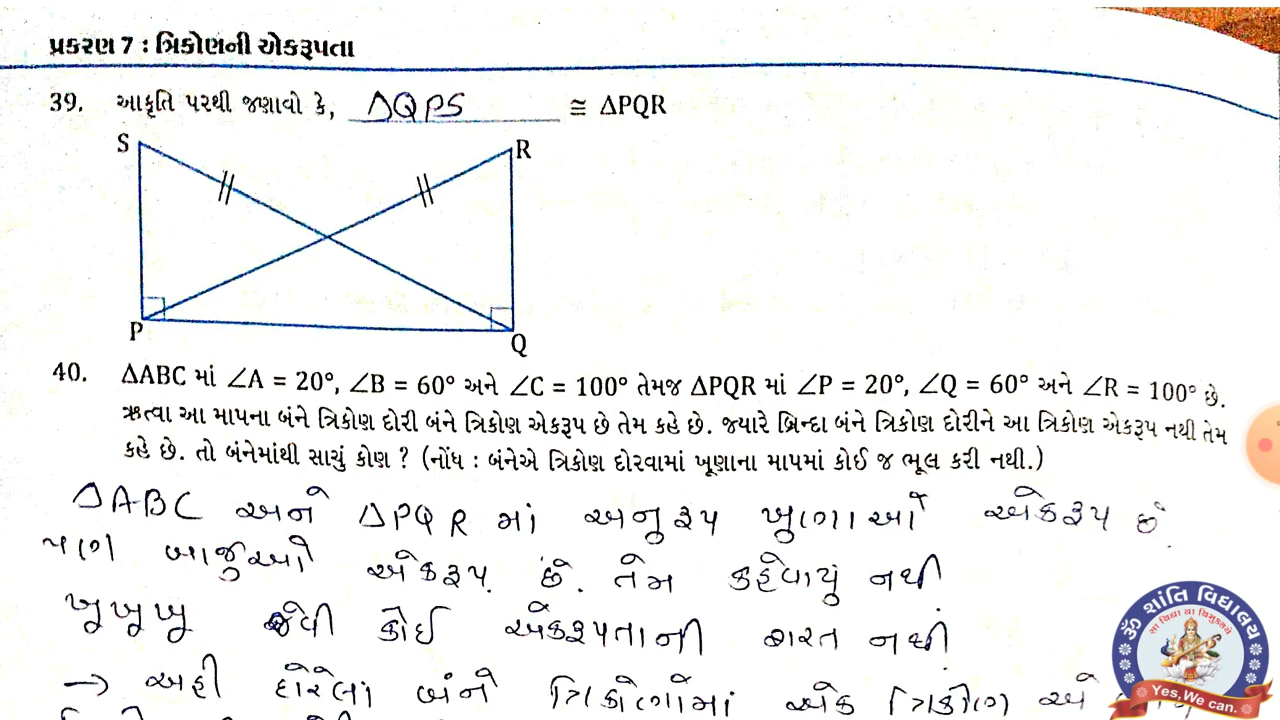 પ્રકરણ 7 : ત્રિકોણની એકરૂપતા
39. આકૃતિ પરથી જણાવો કે, ΔQPS ≅ ΔPQR
S
R
P
Q
40. ΔABC માં ∠A = 20°, ∠B = 60° અને ∠C = 100° તેમજ ΔPQR માં ∠P = 20°, ∠Q = 60° અને ∠R = 100° છે.
ઋત્વા આ માપના બંને ત્રિકોણ દોરી બંને ત્રિકોણ એકરૂપ છે તેમ કહે છે. જ્યારે બ્રિન્દા બંને ત્રિકોણ દોરીને આ ત્રિકોણ એકરૂપ નથી તેમ
કહે છે. તો બંનેમાંથી સાચું કોણ ? (નોંધ : બંનેએ ત્રિકોણ દોરવામાં ખૂણાના માપમાં કોઈ જ ભૂલ કરી નથી.)
ΔABC અને ΔPQR માં અનુરૂપ ખુણાઓ એકરૂપ છે.
પણ બાજુઓ એકરૂપ છે. તેમ કહેવાયું નથી
ખૂખૂખૂ જેવી કોઈ એકરૂપતાની શરત નથી
→ અહી દોરેલાં બંને ત્રિકોણોમાં એક ત્રિકોણ એ
ૐ શાંતિ વિદ્યાલય
सा विद्या या विमुक्तये
Yes, We can.